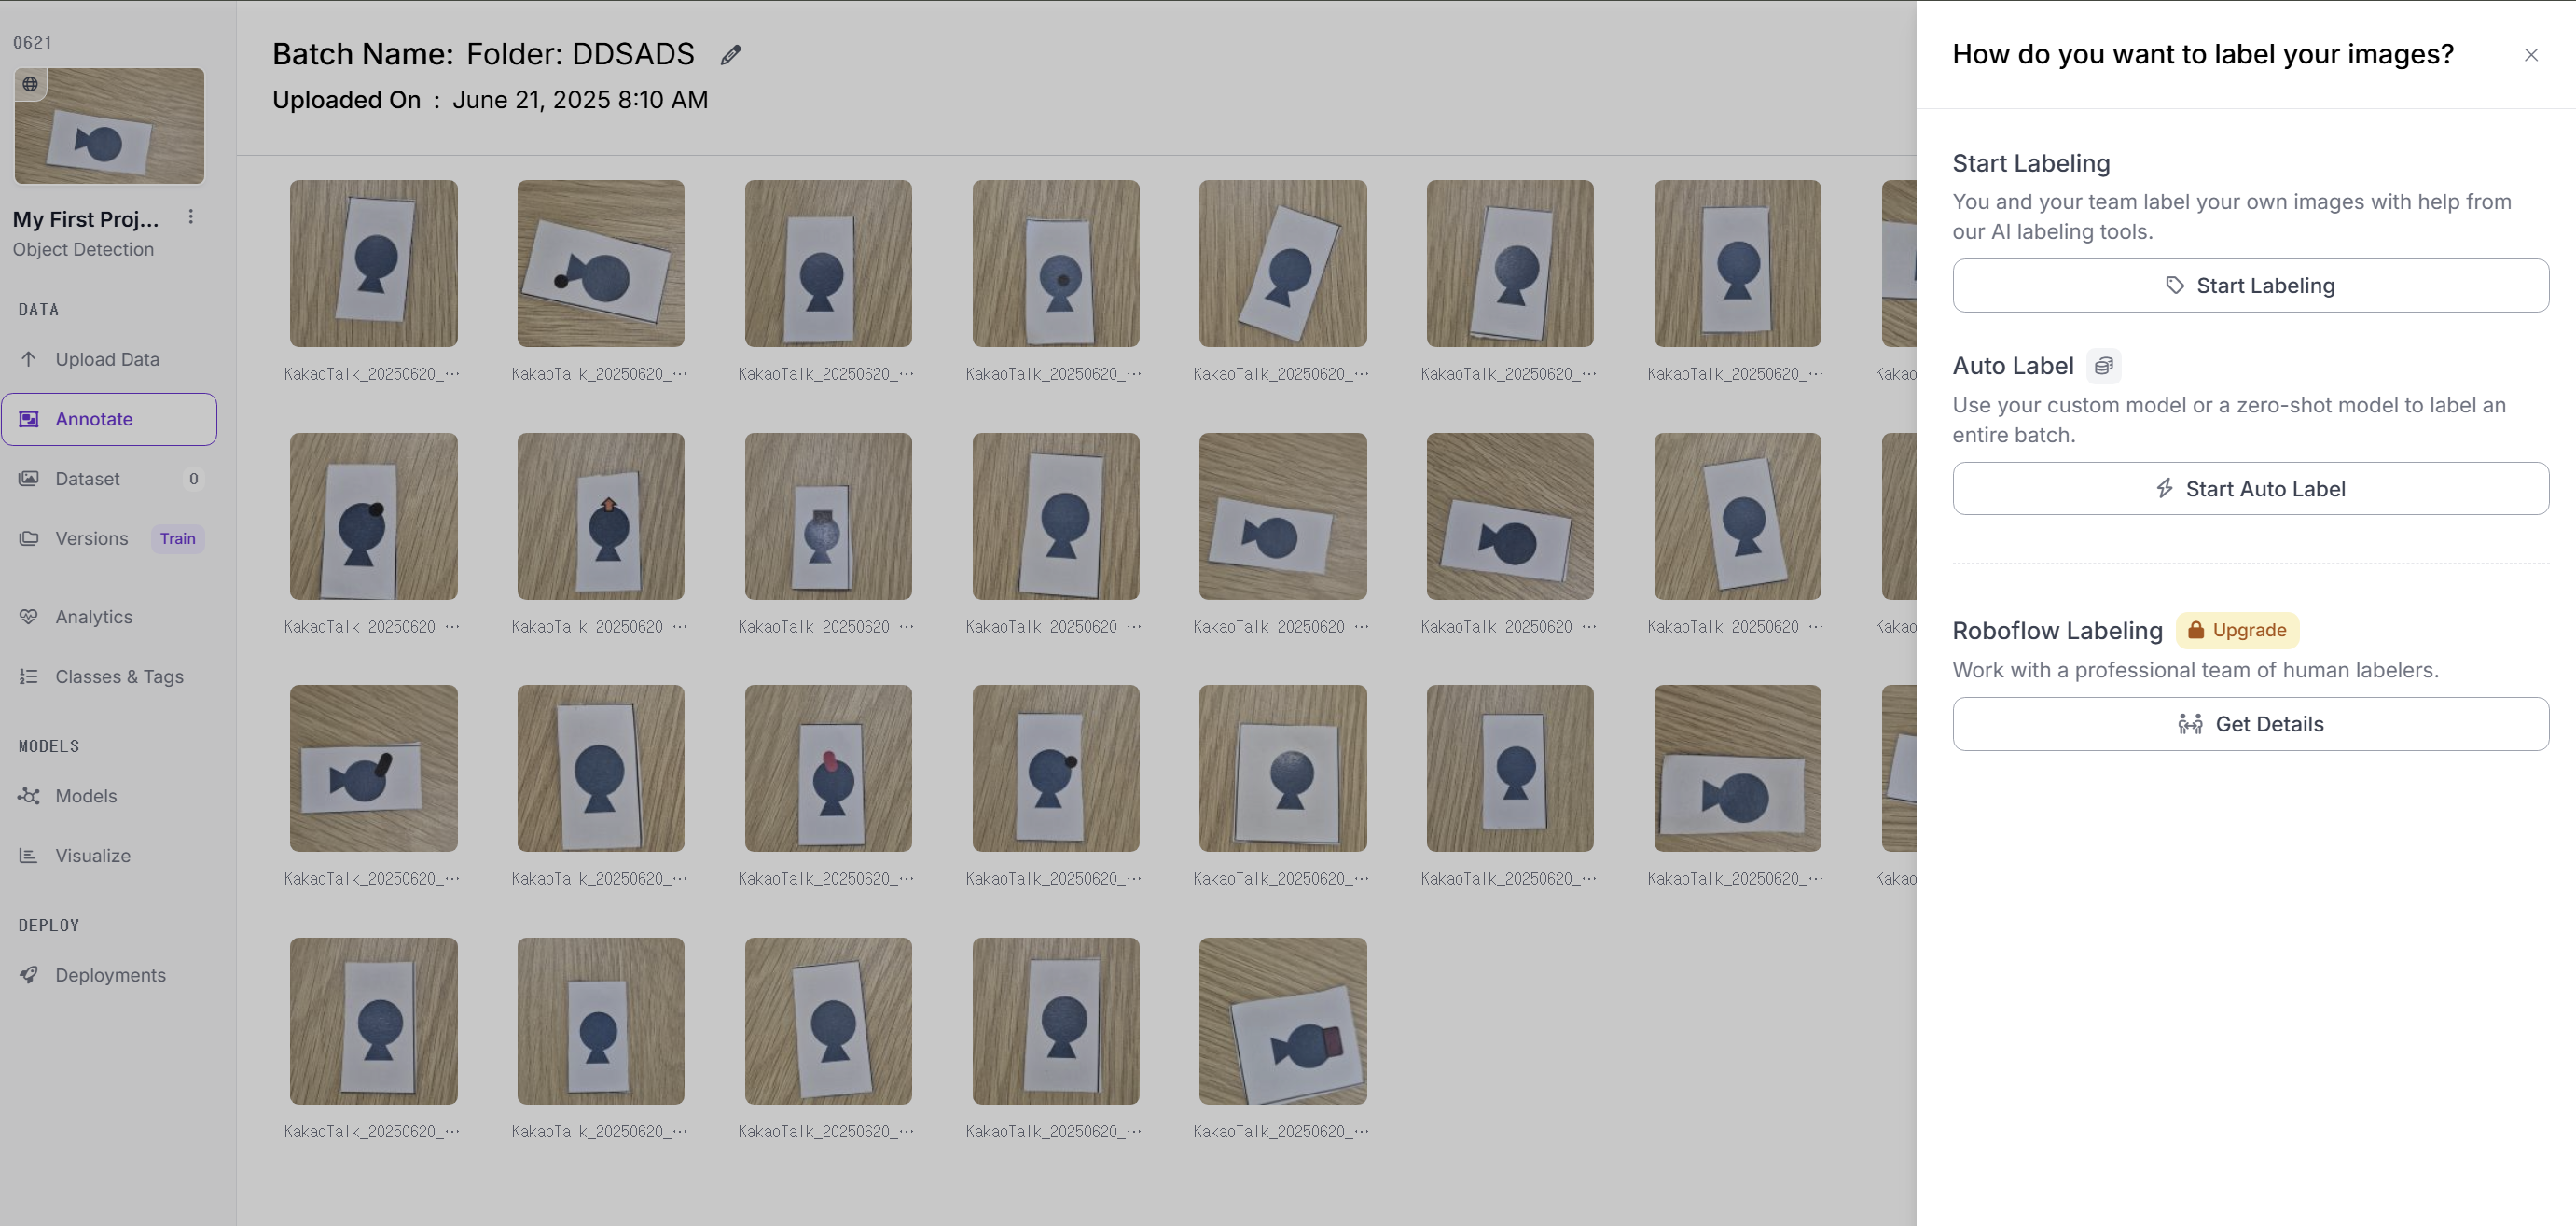 0621
My First Proj...
Object Detection
DATA
Upload Data
Annotate
Dataset 0
Versions Train
Analytics
Classes & Tags
MODELS
Models
Visualize
DEPLOY
Deployments
Batch Name: Folder: DDSADS
Uploaded On : June 21, 2025 8:10 AM
KakaoTalk_20250620_… KakaoTalk_20250620_… KakaoTalk_20250620_… KakaoTalk_20250620_… KakaoTalk_20250620_… KakaoTalk_20250620_… KakaoTalk_20250620_… Kakao
KakaoTalk_20250620_… KakaoTalk_20250620_… KakaoTalk_20250620_… KakaoTalk_20250620_… KakaoTalk_20250620_… KakaoTalk_20250620_… KakaoTalk_20250620_… Kakao
KakaoTalk_20250620_… KakaoTalk_20250620_… KakaoTalk_20250620_… KakaoTalk_20250620_… KakaoTalk_20250620_… KakaoTalk_20250620_… KakaoTalk_20250620_… Kakao
KakaoTalk_20250620_… KakaoTalk_20250620_… KakaoTalk_20250620_… KakaoTalk_20250620_… KakaoTalk_20250620_…
How do you want to label your images?
Start Labeling
You and your team label your own images with help from
our AI labeling tools.
Start Labeling
Auto Label
Use your custom model or a zero-shot model to label an
entire batch.
Start Auto Label
Roboflow Labeling Upgrade
Work with a professional team of human labelers.
Get Details